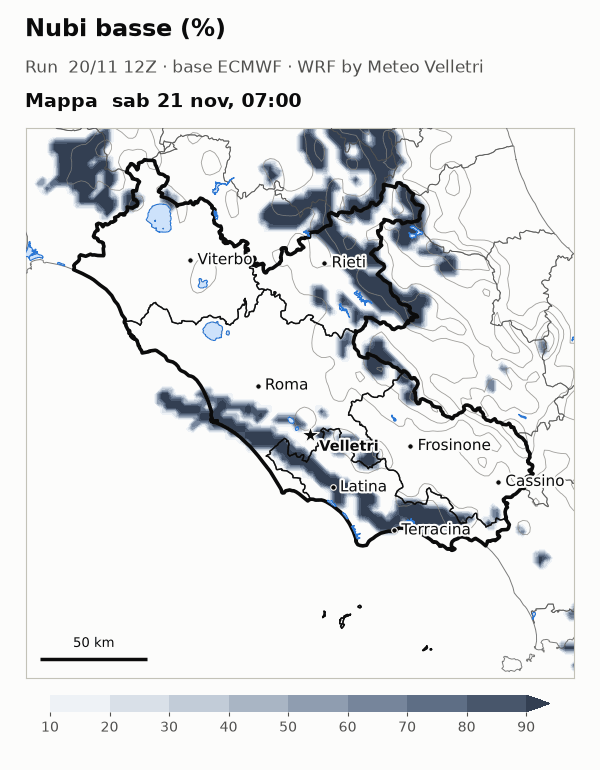 Nubi basse (%)
Run  20/11 12Z · base ECMWF · WRF by Meteo Velletri
Mappa  sab 21 nov, 07:00
Viterbo
Rieti
Roma
Velletri
Frosinone
Cassino
Latina
Terracina
50 km
10 20 30 40 50 60 70 80 90